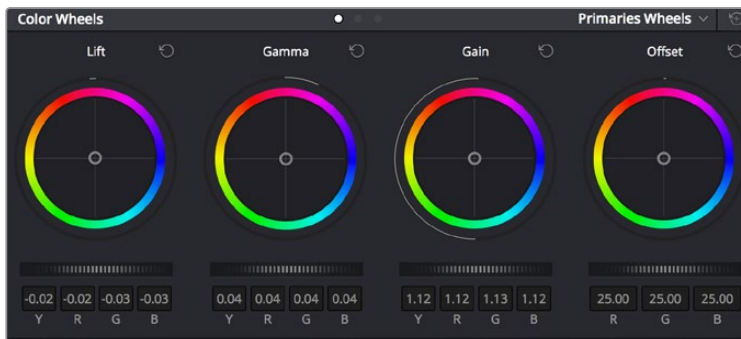 Color Wheels Primaries Wheels
Lift Gamma Gain Offset
-0.02 -0.02 -0.03 -0.03 0.04 0.04 0.04 0.04 1.12 1.12 1.13 1.12 25.00 25.00 25.00
Y R G B Y R G B Y R G B R G B